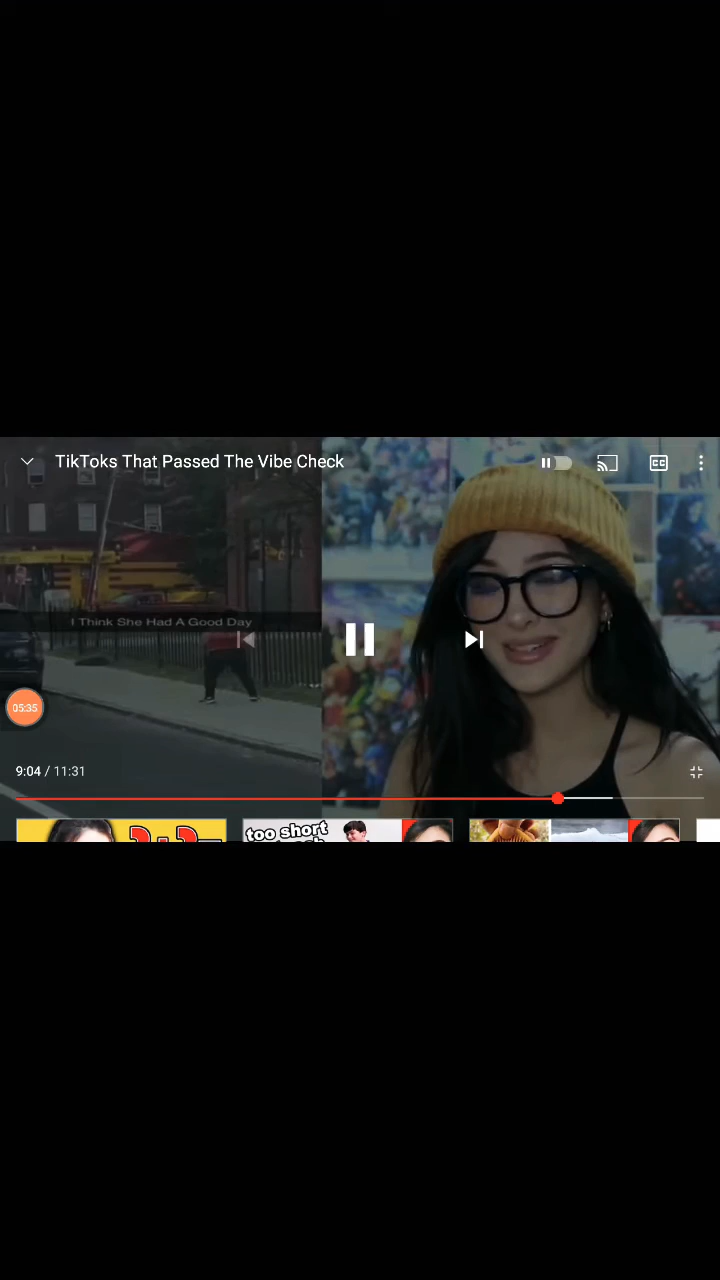 TikToks That Passed The Vibe Check
CC
I Think She Had A Good Day
05:35
9:04 / 11:31
too short